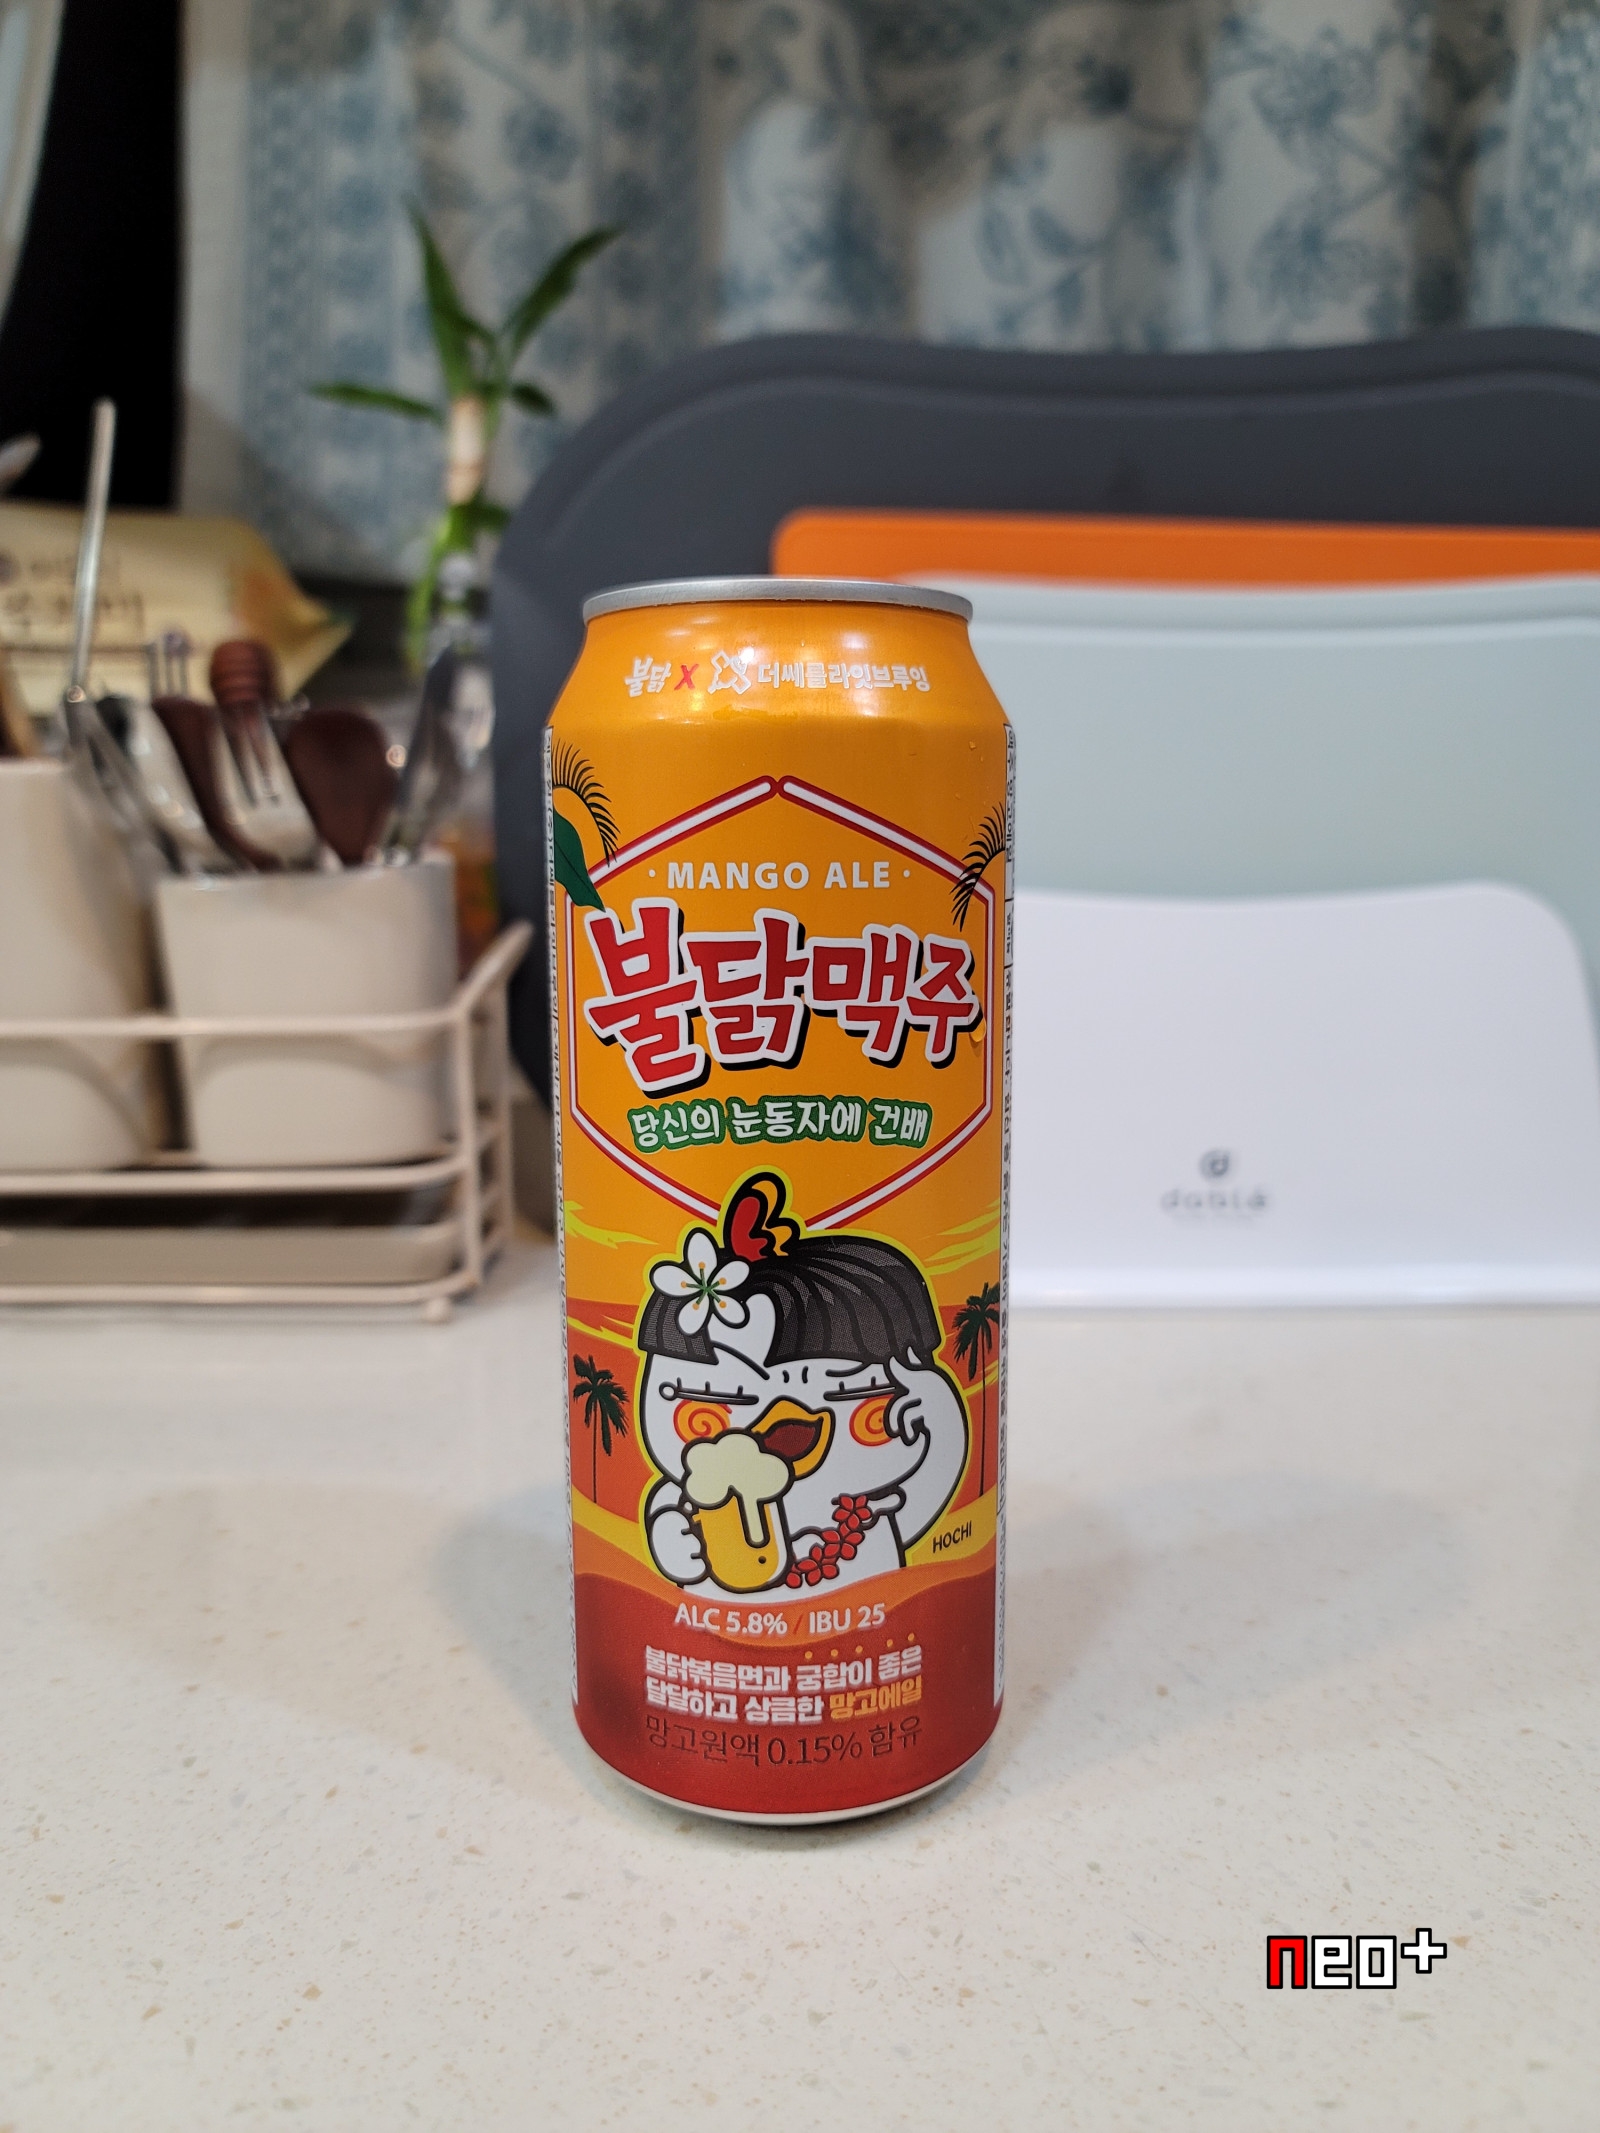 불닭 X CS 더쎄를라잇브루잉
· MANGO ALE ·
불닭맥주
당신의 눈동자에 건배
HOCHI
ALC 5.8% / IBU 25
불닭볶음면과 궁합이 좋은
달달하고 상큼한 망고에일
망고원액 0.15% 함유
neo+